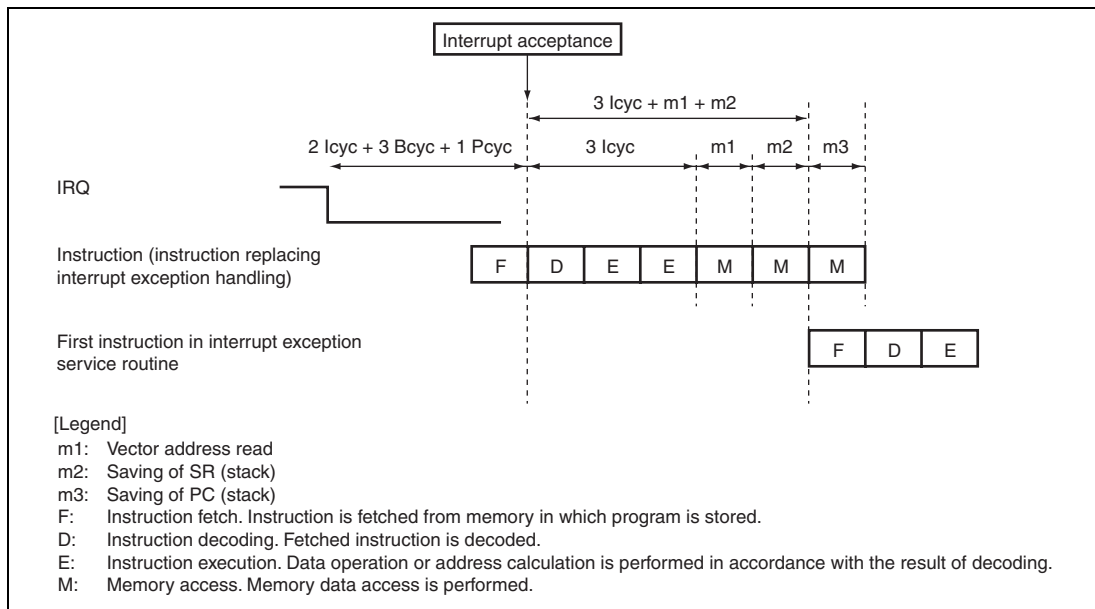 Interrupt acceptance
3 Icyc + m1 + m2
2 Icyc + 3 Bcyc + 1 Pcyc
3 Icyc
m1
m2
m3
IRQ
Instruction (instruction replacing
interrupt exception handling)
F D E E M M M
First instruction in interrupt exception
service routine
F D E
[Legend]
m1: Vector address read
m2: Saving of SR (stack)
m3: Saving of PC (stack)
F: Instruction fetch. Instruction is fetched from memory in which program is stored.
D: Instruction decoding. Fetched instruction is decoded.
E: Instruction execution. Data operation or address calculation is performed in accordance with the result of decoding.
M: Memory access. Memory data access is performed.